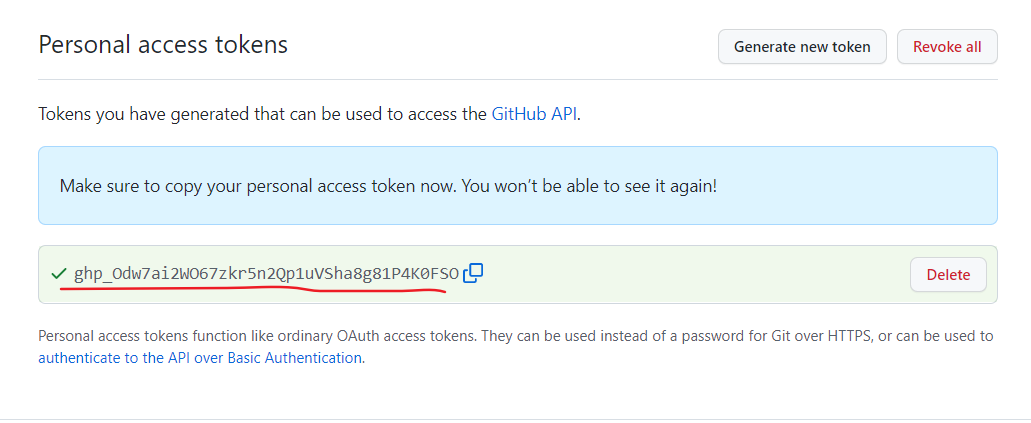 Personal access tokens
Generate new token
Revoke all
Tokens you have generated that can be used to access the GitHub API.
Make sure to copy your personal access token now. You won’t be able to see it again!
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
Delete
Personal access tokens function like ordinary OAuth access tokens. They can be used instead of a password for Git over HTTPS, or can be used to
authenticate to the API over Basic Authentication.